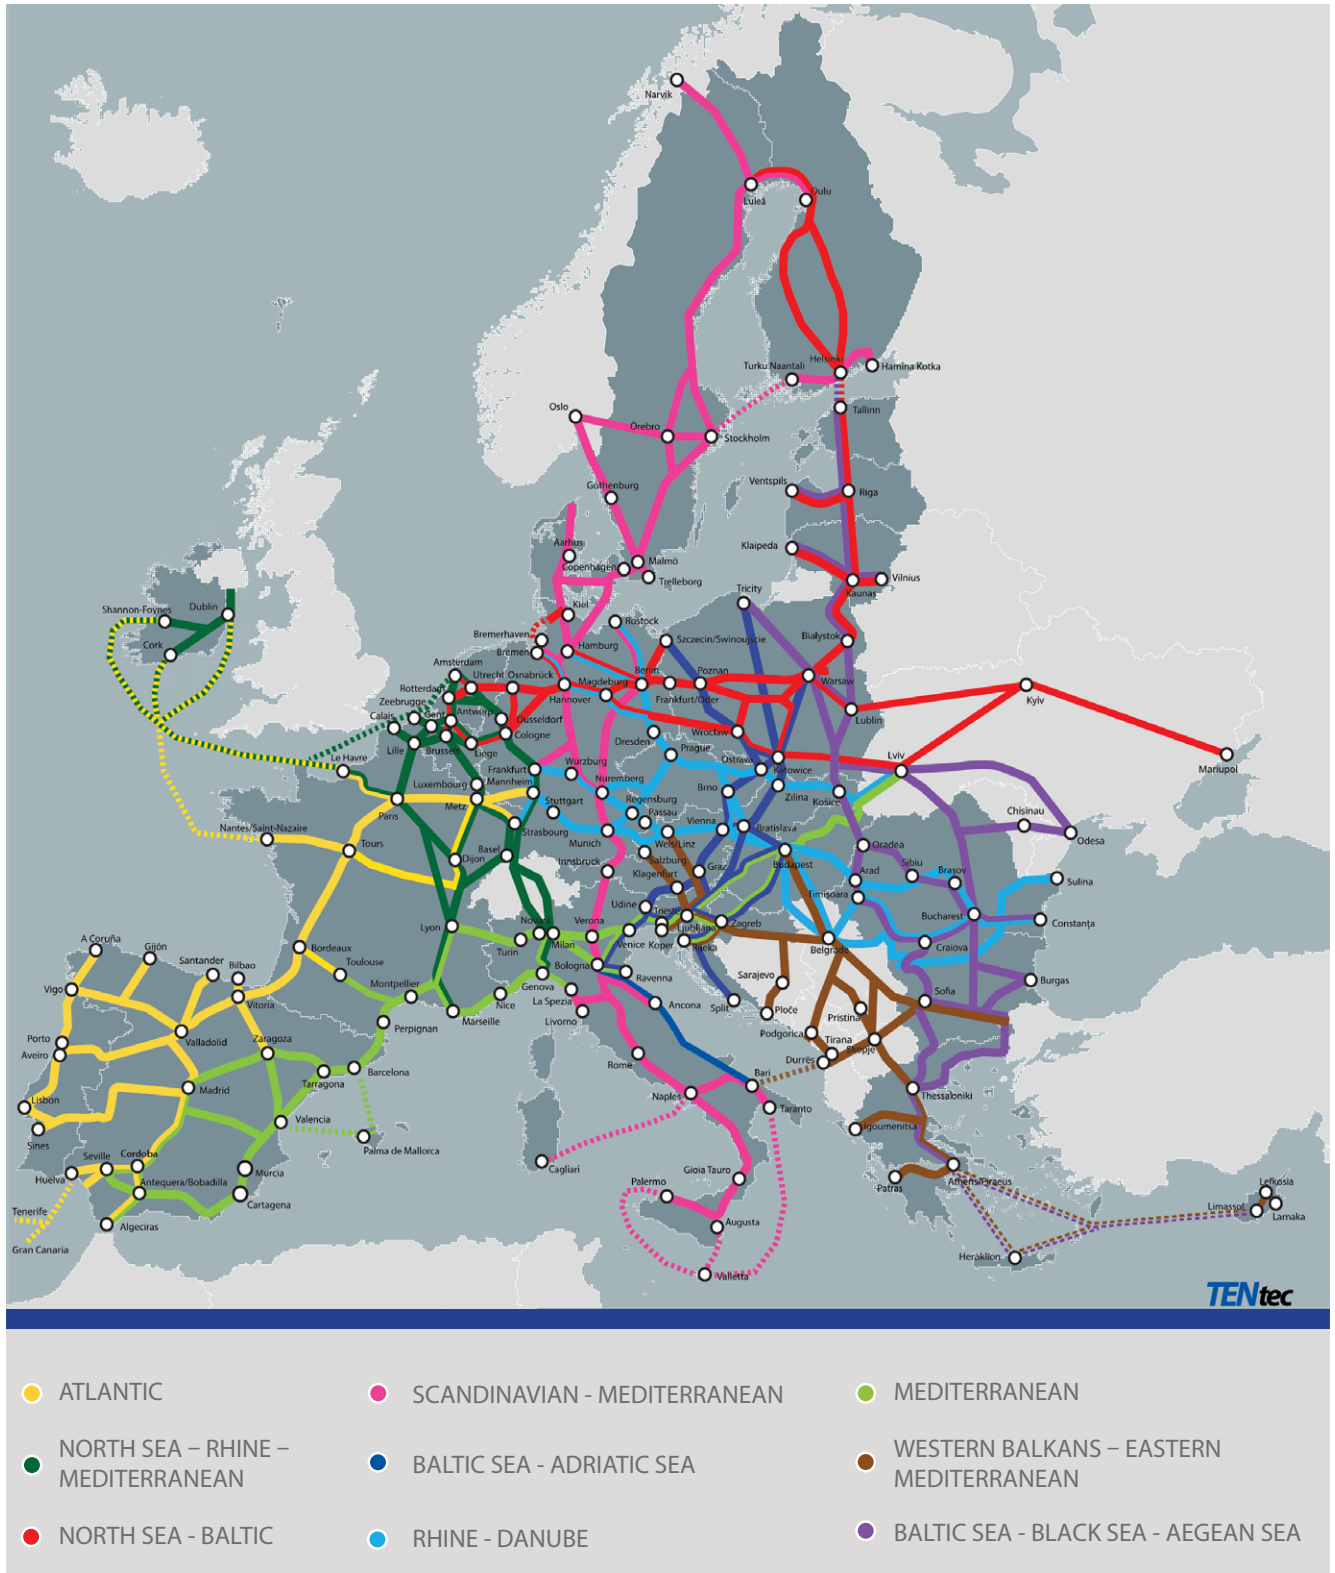 Narvik
Luleå
Oulu
Helsinki
Turku Naantali
Hamina Kotka
Tallinn
Oslo
Örebro
Stockholm
Gothenburg
Ventspils
Riga
Klaipeda
Vilnius
Kaunas
Aarhus
Copenhagen
Malmö
Trelleborg
Tricity
Kiel
Rostock
Shannon-Foynes
Dublin
Cork
Bremerhaven
Bremen
Hamburg
Szczecin/Swinoujscie
Białystok
Amsterdam
Utrecht
Osnabrück
Magdeburg
Berlin
Poznan
Warsaw
Rotterdam
Hannover
Frankfurt/Oder
Kyiv
Zeebrugge
Calais
Gent
Antwerp
Düsseldorf
Cologne
Lublin
Wrocław
Dresden
Lille
Brussels
Liège
Prague
Ostrava
Katowice
Lviv
Mariupol
Le Havre
Frankfurt
Würzburg
Luxembourg
Mannheim
Nuremberg
Brno
Zilina
Košice
Paris
Metz
Stuttgart
Regensburg
Passau
Vienna
Bratislava
Chisinau
Odesa
Nantes/Saint-Nazaire
Tours
Strasbourg
Munich
Wels/Linz
Salzburg
Budapest
Oradea
Dijon
Basel
Innsbruck
Klagenfurt
Graz
Arad
Sibiu
Brașov
Sulina
Timișoara
Udine
Trieste
Ljubljana
Zagreb
Bucharest
Constanța
Lyon
Novara
Milan
Verona
Turin
Venice
Koper
Rijeka
Belgrade
Craiova
A Coruña
Gijón
Santander
Bilbao
Bordeaux
Toulouse
Montpellier
Genova
Bologna
Ravenna
Sarajevo
Burgas
Vigo
Vitoria
Nice
La Spezia
Livorno
Ancona
Split
Ploče
Sofia
Marseille
Perpignan
Podgorica
Pristina
Porto
Aveiro
Valladolid
Zaragoza
Tirana
Skopje
Durrës
Rome
Barcelona
Tarragona
Madrid
Bari
Naples
Taranto
Thessaloniki
Lisbon
Sines
Valencia
Palma de Mallorca
Igoumenitsa
Seville
Cordoba
Murcia
Huelva
Antequera/Bobadilla
Cartagena
Cagliari
Gioia Tauro
Palermo
Patras
Athens/Piraeus
Lefkosia
Limassol
Larnaka
Tenerife
Gran Canaria
Algeciras
Augusta
Valletta
Heraklion
TENtec
ATLANTIC
SCANDINAVIAN - MEDITERRANEAN
MEDITERRANEAN
NORTH SEA – RHINE –
MEDITERRANEAN
BALTIC SEA - ADRIATIC SEA
WESTERN BALKANS – EASTERN
MEDITERRANEAN
NORTH SEA - BALTIC
RHINE - DANUBE
BALTIC SEA - BLACK SEA - AEGEAN SEA